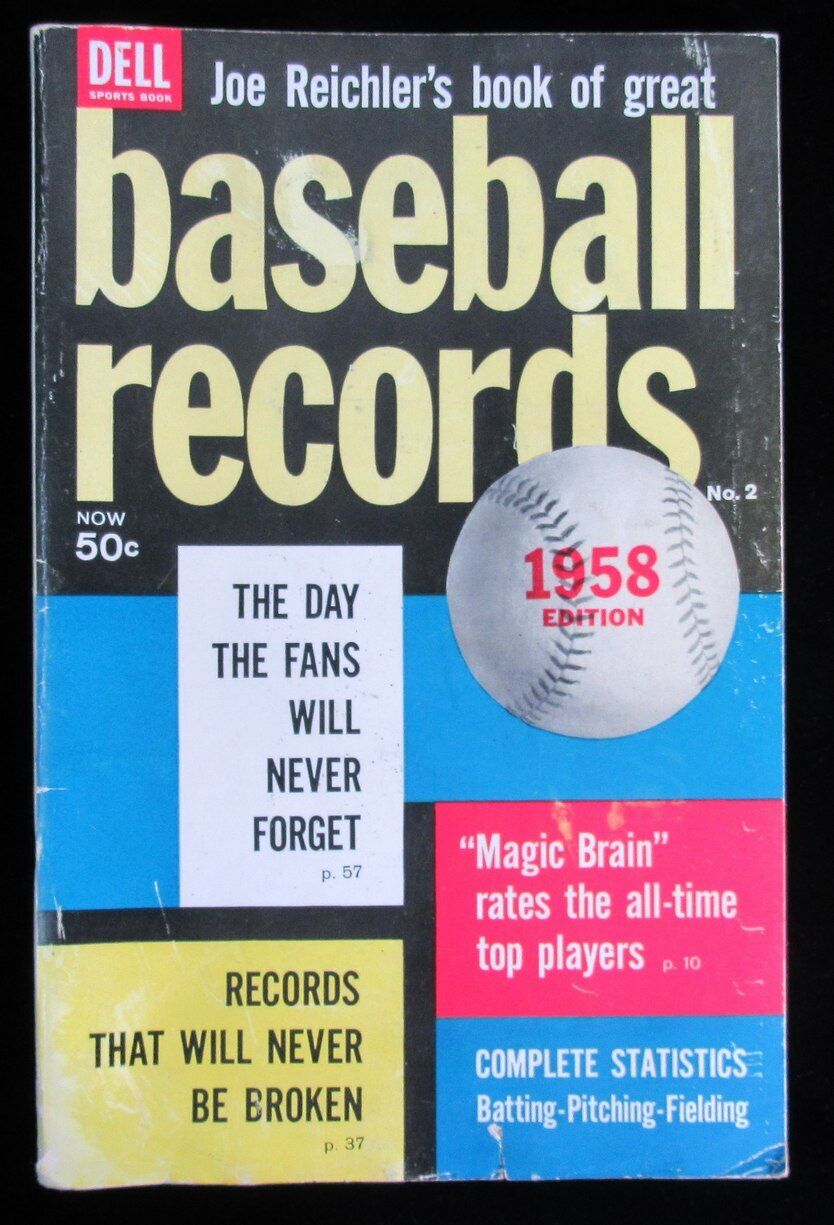 DELL
SPORTS BOOK
Joe Reichler's book of great
baseball
records
No. 2
NOW
50c
1958
EDITION
THE DAY
THE FANS
WILL
NEVER
FORGET
p. 57
"Magic Brain"
rates the all-time
top players p. 10
RECORDS
THAT WILL NEVER
BE BROKEN
p. 37
COMPLETE STATISTICS
Batting-Pitching-Fielding